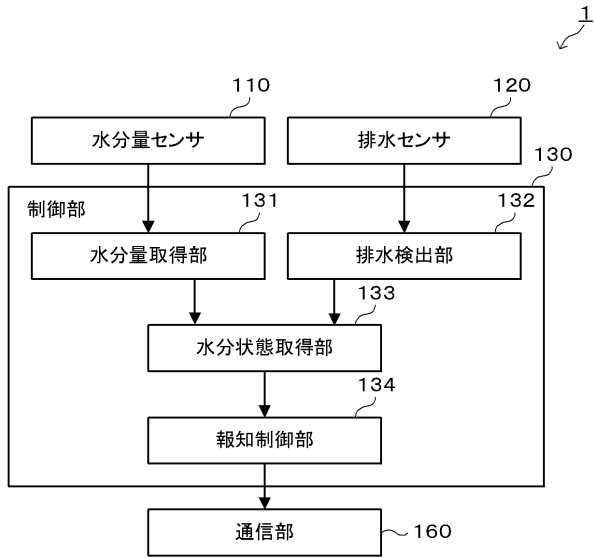 1
110
120
水分量センサ
排水センサ
130
制御部
131
132
水分量取得部
排水検出部
133
水分状態取得部
134
報知制御部
通信部
160